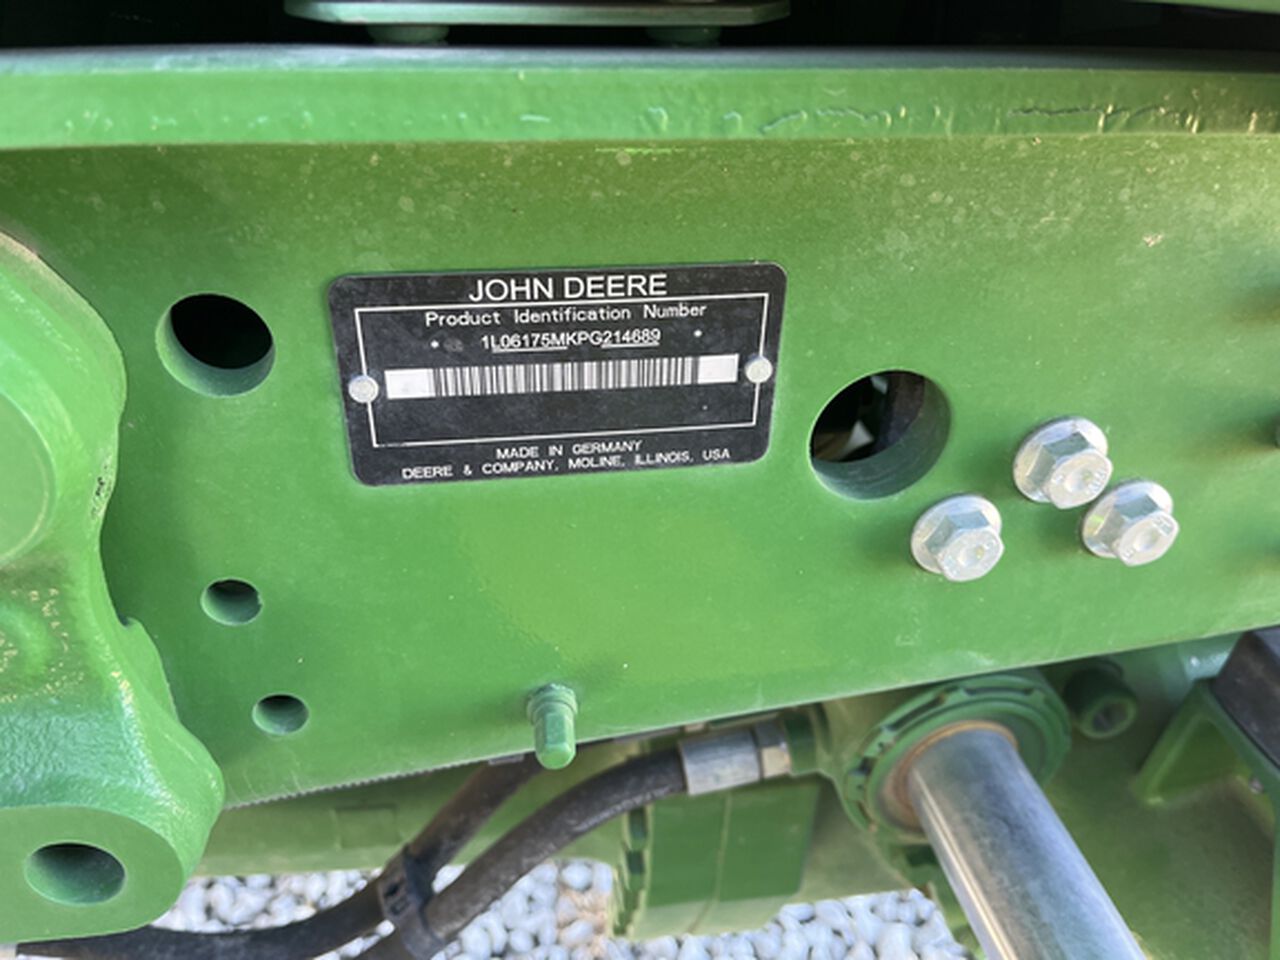 JOHN DEERE
Product Identification Number
* 1L06175MKPG214689 *
MADE IN GERMANY
DEERE & COMPANY, MOLINE, ILLINOIS, USA